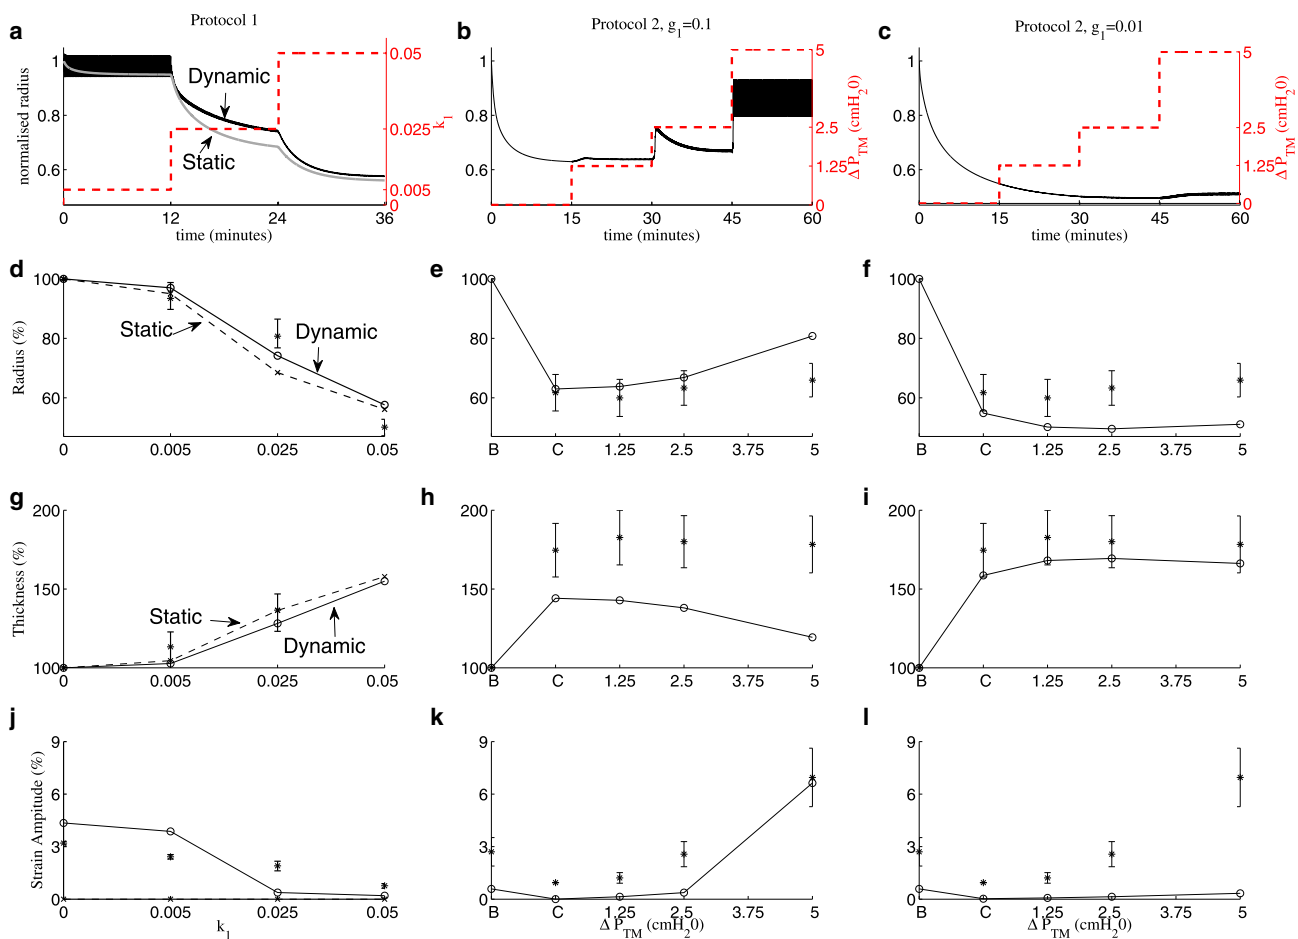 a
Protocol 1
normalised radius
1
0.8
0.6
Dynamic
Static
0.05
0.025
0.005
0
k1
0 12 24 36
time (minutes)
b
Protocol 2, g1=0.1
1
0.8
0.6
5
2.5
1.25
0
Δ PTM (cmH20)
0 15 30 45 60
time (minutes)
c
Protocol 2, g1=0.01
1
0.8
0.6
5
2.5
1.25
0
Δ PTM (cmH20)
0 15 30 45 60
time (minutes)
d
Radius (%)
100
80
60
Static
Dynamic
0 0.005 0.025 0.05
e
100
80
60
B C 1.25 2.5 3.75 5
f
100
80
60
B C 1.25 2.5 3.75 5
g
Thickness (%)
200
150
100
Static
Dynamic
0 0.005 0.025 0.05
h
200
150
100
B C 1.25 2.5 3.75 5
i
200
150
100
B C 1.25 2.5 3.75 5
j
Strain Amplitude (%)
9
6
3
0
0 0.005 0.025 0.05
k1
k
9
6
3
0
B C 1.25 2.5 3.75 5
Δ PTM (cmH20)
l
9
6
3
0
B C 1.25 2.5 3.75 5
Δ PTM (cmH20)